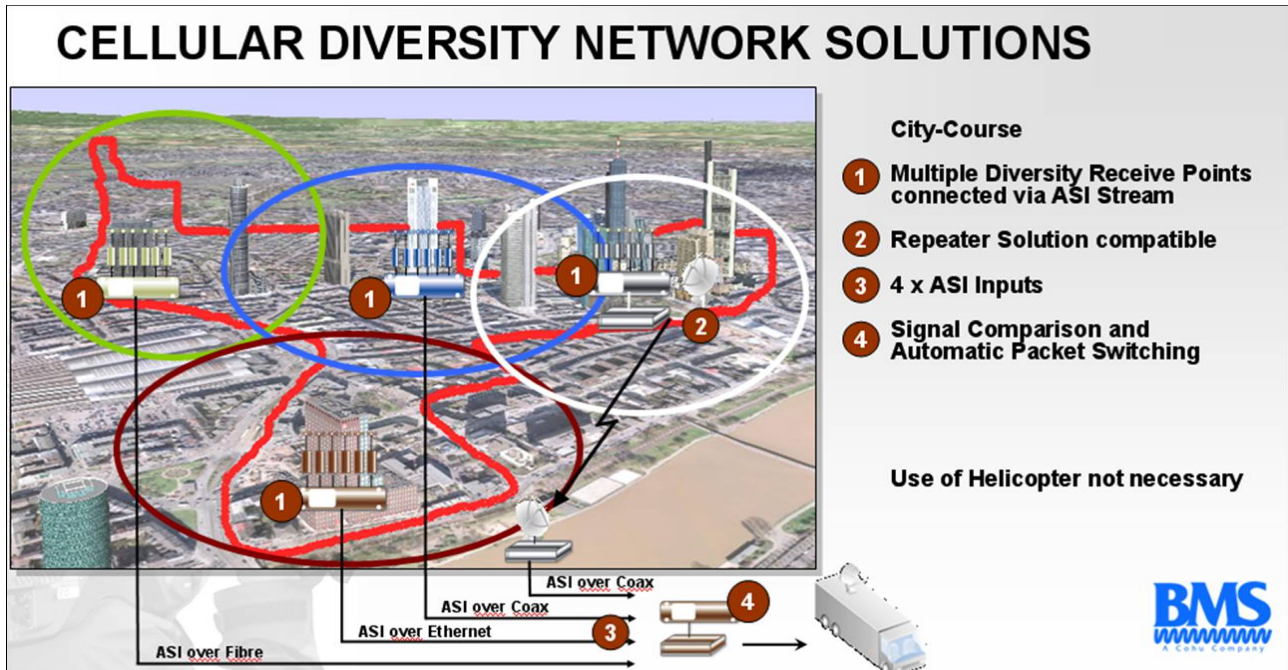 CELLULAR DIVERSITY NETWORK SOLUTIONS
City-Course
1 Multiple Diversity Receive Points
connected via ASI Stream
2 Repeater Solution compatible
3 4 x ASI Inputs
4 Signal Comparison and
Automatic Packet Switching
Use of Helicopter not necessary
1
1
1
2
1
ASI over Coax
ASI over Coax
ASI over Ethernet
ASI over Fibre
3
4
BMS
A Cohu Company